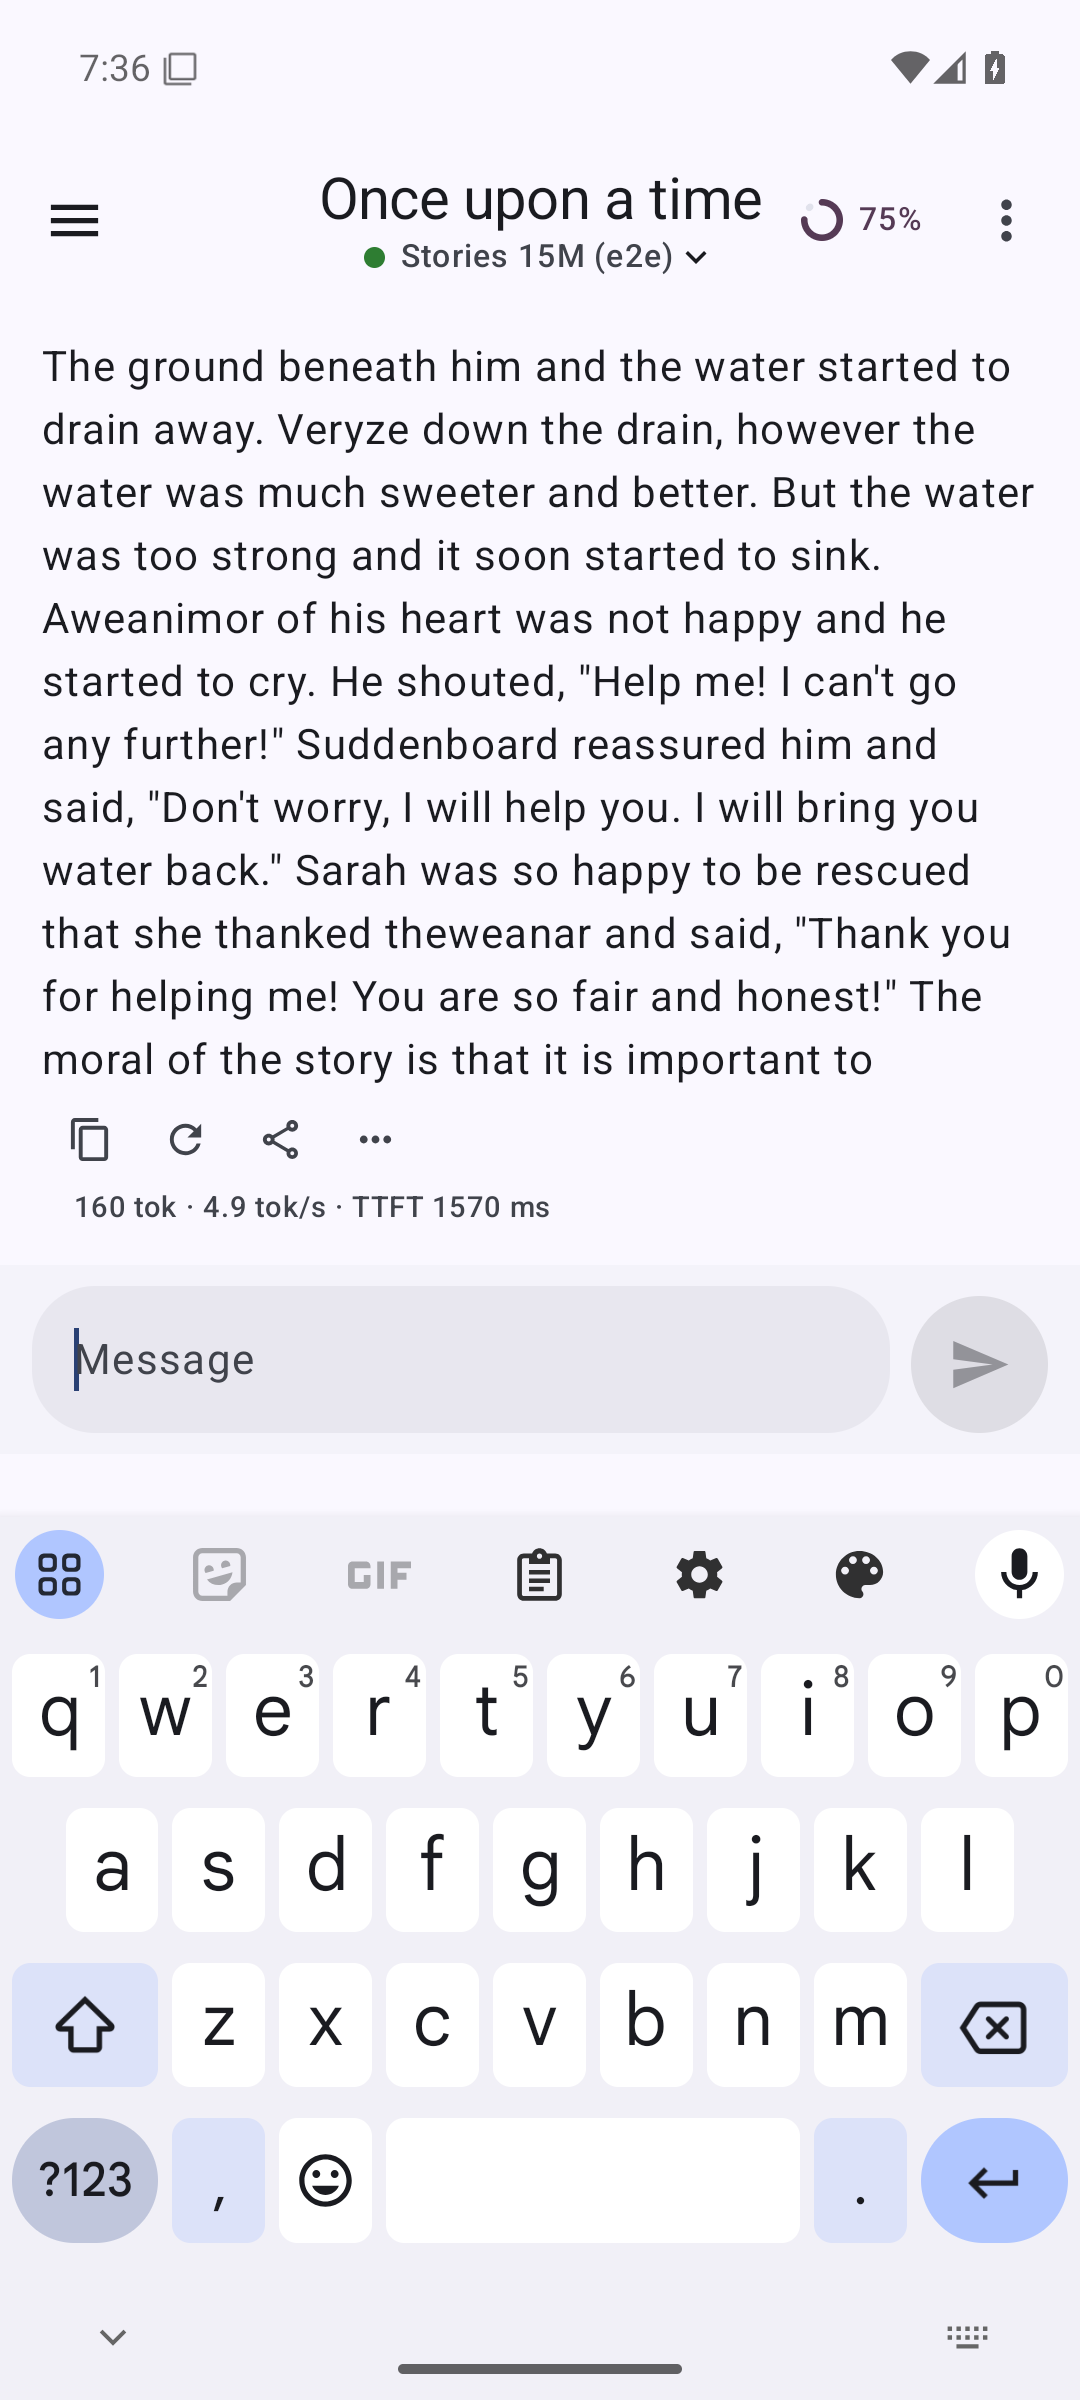 7:36
Once upon a time
75%
Stories 15M (e2e)
The ground beneath him and the water started to
drain away. Veryze down the drain, however the
water was much sweeter and better. But the water
was too strong and it soon started to sink.
Aweanimor of his heart was not happy and he
started to cry. He shouted, "Help me! I can't go
any further!" Suddenboard reassured him and
said, "Don't worry, I will help you. I will bring you
water back." Sarah was so happy to be rescued
that she thanked theweanar and said, "Thank you
for helping me! You are so fair and honest!" The
moral of the story is that it is important to
160 tok · 4.9 tok/s · TTFT 1570 ms
Message
GIF
q1 w2 e3 r4 t5 y6 u7 i8 o9 p0
a s d f g h j k l
z x c v b n m
?123 , .